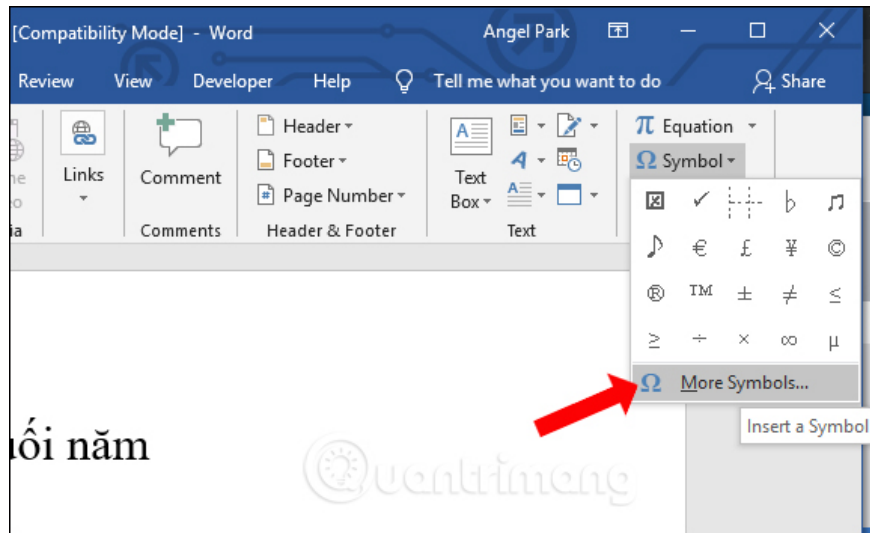 [Compatibility Mode] - Word Angel Park
Review View Developer Help Tell me what you want to do Share
Links
Comment
Header
Footer
Page Number
Text
Box
π Equation
Ω Symbol
Comments Header & Footer Text
♭ ♫
♪ € £ ¥ ©
® ™ ± ≠ ≤
≥ ÷ × ∞ µ
Ω More Symbols...
Insert a Symbol
uối năm
Quantrimang